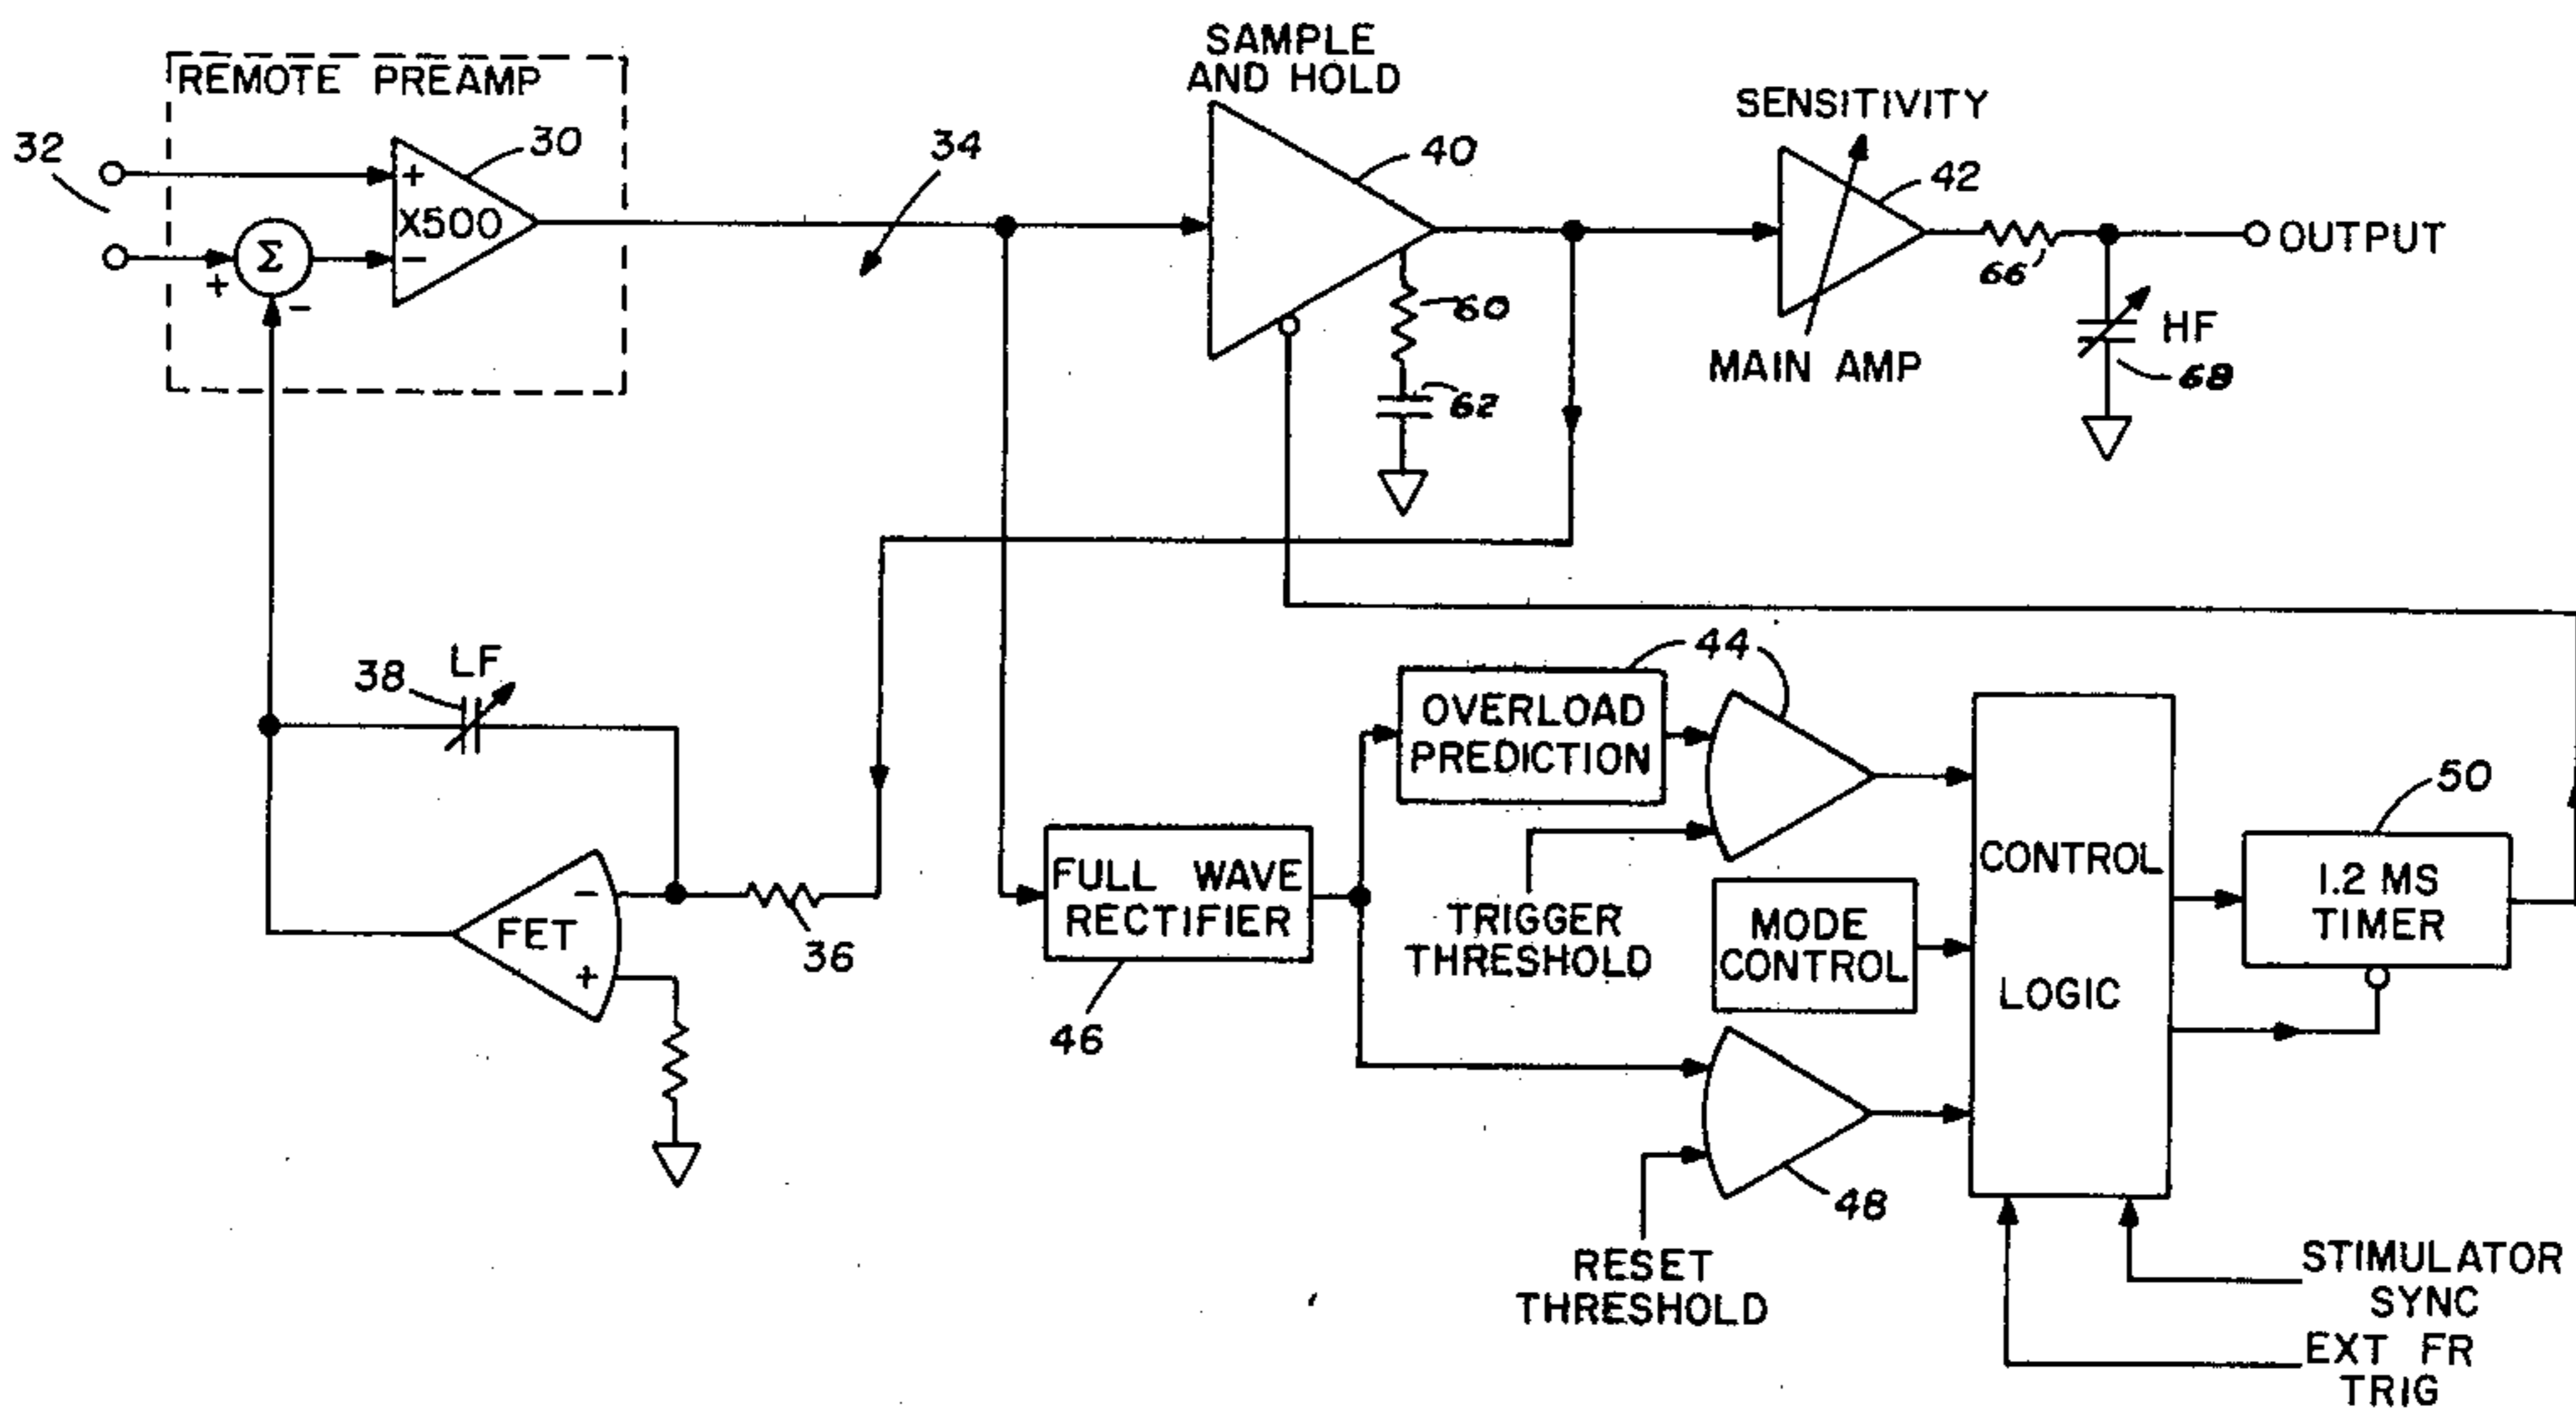 SAMPLE
AND HOLD
REMOTE PREAMP
SENSITIVITY
32
30
34
40
42
+
X500
Σ
-
+
-
OUTPUT
66
60
HF
MAIN AMP
68
62
LF
38
44
OVERLOAD
PREDICTION
50
CONTROL
LOGIC
1.2 MS
TIMER
FULL WAVE
RECTIFIER
-
FET
+
36
TRIGGER
THRESHOLD
MODE
CONTROL
46
48
RESET
THRESHOLD
STIMULATOR
SYNC
EXT FR
TRIG